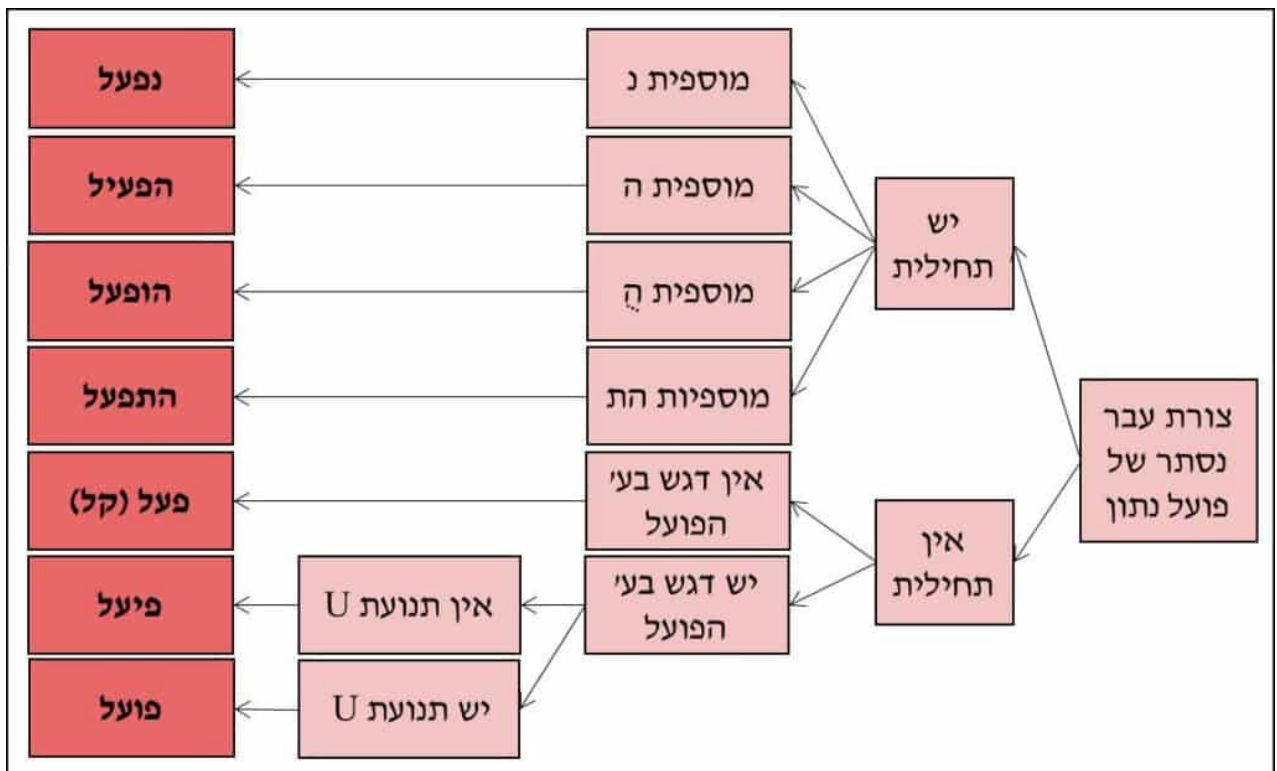 צורת עבר
נסתר של
פועל נתון
יש
תחילית
אין
תחילית
מוספית נ
מוספית ה
מוספית הֻ
מוספיות הת
אין דגש בע'
הפועל
יש דגש בע'
הפועל
אין תנועת U
יש תנועת U
נפעל
הפעיל
הופעל
התפעל
פעל (קל)
פיעל
פועל